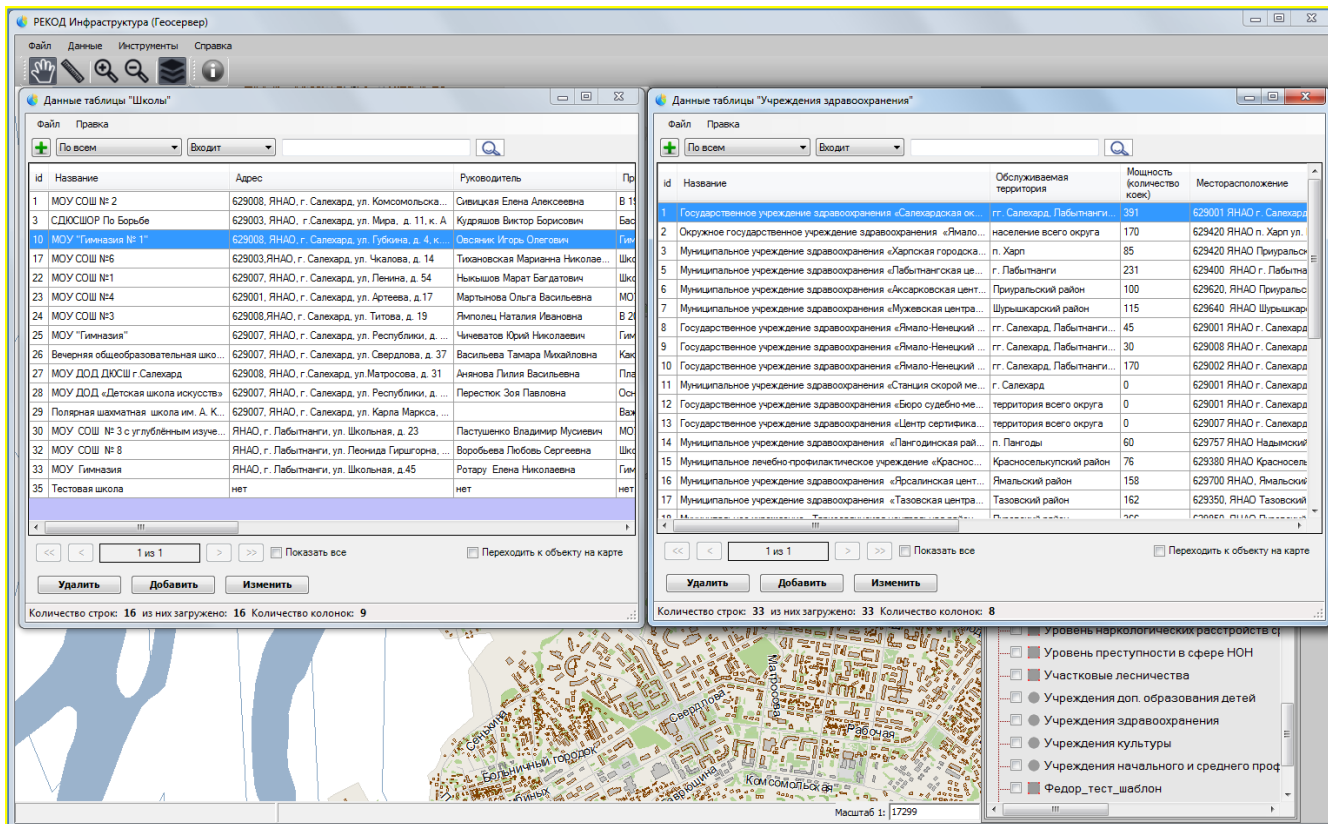 РЕКОД Инфраструктура (Геосервер)
Файл Данные Инструменты Справка
Данные таблицы "Школы"
Файл Правка
По всем Входит
id Название Адрес Руководитель Пр
1 МОУ СОШ № 2 629008, ЯНАО, г. Салехард, ул. Комсомольска... Сивицкая Елена Алексеевна В 19
3 СДЮСШОР По Борьбе 629003, ЯНАО, г. Салехард, ул. Мира, д. 11, к. А Кудряшов Виктор Борисович Бас
10 МОУ "Гимназия № 1" 629008, ЯНАО, г. Салехард, ул. Губкина, д. 4, к.... Овсяник Игорь Олегович Гим
17 МОУ СОШ №6 629003,ЯНАО, г. Салехард, ул. Чкалова, д. 14 Тихановская Марианна Николае... Шко
22 МОУ СОШ №1 629007, ЯНАО, г. Салехард, ул, Ленина, д. 54 Ныкышов Марат Багдатович Шко
23 МОУ СОШ №4 629001, ЯНАО, г. Салехард, ул. Артеева, д.17 Мартынова Ольга Васильевна МО
24 МОУ СОШ №3 629008,ЯНАО, г. Салехард, ул. Титова, д. 19 Ямполец Наталия Ивановна В 20
25 МОУ "Гимназия" 629007, ЯНАО, г. Салехард, ул. Республики, д. ... Чичеватов Юрий Николаевич Гим
26 Вечерняя общеобразовательная шко... 629007, ЯНАО, г. Салехард, ул. Свердлова, д. 37 Васильева Тамара Михайловна Как
27 МОУ ДОД ДЮСШ г.Салехард 629008, ЯНАО, г.Салехард, ул.Матросова, д. 31 Анянова Лилия Васильевна Пла
28 МОУ ДОД «Детская школа искусств» 629007, ЯНАО, г. Салехард, ул. Республики, д. ... Перестюк Зоя Павловна Осн
29 Полярная шахматная школа им. А. К... 629007, ЯНАО, г. Салехард, ул. Карла Маркса, ... Важ
30 МОУ СОШ № 3 с углублённым изуче... ЯНАО, г. Лабытнанги, ул. Школьная, д. 23 Пастушенко Владимир Мусиевич МО
32 МОУ СОШ № 8 ЯНАО, г. Лабытнанги, ул. Леонида Гиршгорна, ... Воробьева Любовь Сергеевна Шко
33 МОУ Гимназия ЯНАО, г. Лабытнанги, ул. Школьная, д.45 Ротару Елена Николаевна Гим
35 Тестовая школа нет нет нет
<< < 1 из 1 > >> Показать все Переходить к объекту на карте
Удалить Добавить Изменить
Количество строк: 16 из них загружено: 16 Количество колонок: 9
Данные таблицы "Учреждения здравоохранения"
Файл Правка
По всем Входит
id Название Обслуживаемая территория Мощность (количество коек) Месторасположение
1 Государственное учреждение здравоохранения «Салехардская ок... гг. Салехард, Лабытнанги... 391 629001 ЯНАО г. Салехард
2 Окружное государственное учреждение здравоохранения «Ямало... население всего округа 170 629420 ЯНАО п. Харп ул.
3 Муниципальное учреждение здравоохранения «Харпская городска... п. Харп 85 629420 ЯНАО Приуральск
5 Муниципальное учреждение здравоохранения «Лабытнангская це... г. Лабытнанги 231 629400 ЯНАО г. Лабытна
6 Муниципальное учреждение здравоохранения «Аксарковская цент... Приуральский район 100 629620, ЯНАО Приуральс
7 Муниципальное учреждение здравоохранения «Мужевская центра... Шурышкарский район 115 629640 ЯНАО Шурышкар
8 Государственное учреждение здравоохранения «Ямало-Ненецкий ... гг. Салехард, Лабытнанги... 45 629001 ЯНАО г. Салехард
9 Государственное учреждение здравоохранения «Ямало-Ненецкий ... гг. Салехард, Лабытнанги... 30 629008 ЯНАО г. Салехард
10 Государственное учреждение здравоохранения «Ямало-Ненецкий ... гг. Салехард, Лабытнанги... 170 629002 ЯНАО г. Салехард
11 Муниципальное учреждение здравоохранения «Станция скорой ме... г. Салехард 0 629001 ЯНАО г. Салехард
12 Государственное учреждение здравоохранения «Бюро судебно-ме... территория всего округа 0 629001 ЯНАО г. Салехард
13 Государственное учреждение здравоохранения «Центр сертифика... территория всего округа 0 629007 ЯНАО г. Салехард
14 Муниципальное учреждение здравоохранения «Пангодинская рай... п. Пангоды 60 629757 ЯНАО Надымский
15 Муниципальное лечебно-профилактическое учреждение «Краснос... Красноселькупский район 76 629380 ЯНАО Красносель
16 Муниципальное учреждение здравоохранения «Ярсалинская цент... Ямальский район 158 629700 ЯНАО, Ямальский
17 Муниципальное учреждение здравоохранения «Тазовская центра... Тазовский район 162 629350, ЯНАО Тазовский
<< < 1 из 1 > >> Показать все Переходить к объекту на карте
Удалить Добавить Изменить
Количество строк: 33 из них загружено: 33 Количество колонок: 8
Уровень наркологических расстройств с
Уровень преступности в сфере НОН
Участковые лесничества
Учреждения доп. образования детей
Учреждения здравоохранения
Учреждения культуры
Учреждения начального и среднего проф
Федор_тест_шаблон
Матросова
Свердлова
Сенькина
Рабочая
Больничный городок
Комсомольская
Масштаб 1: 17299